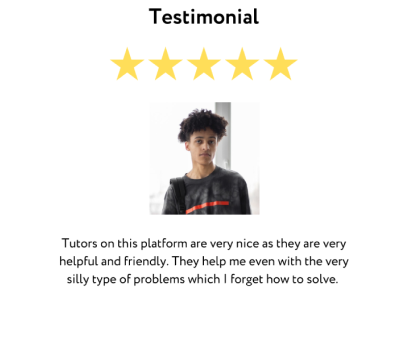 Testimonial
Tutors on this platform are very nice as they are very
helpful and friendly. They help me even with the very
silly type of problems which I forget how to solve.